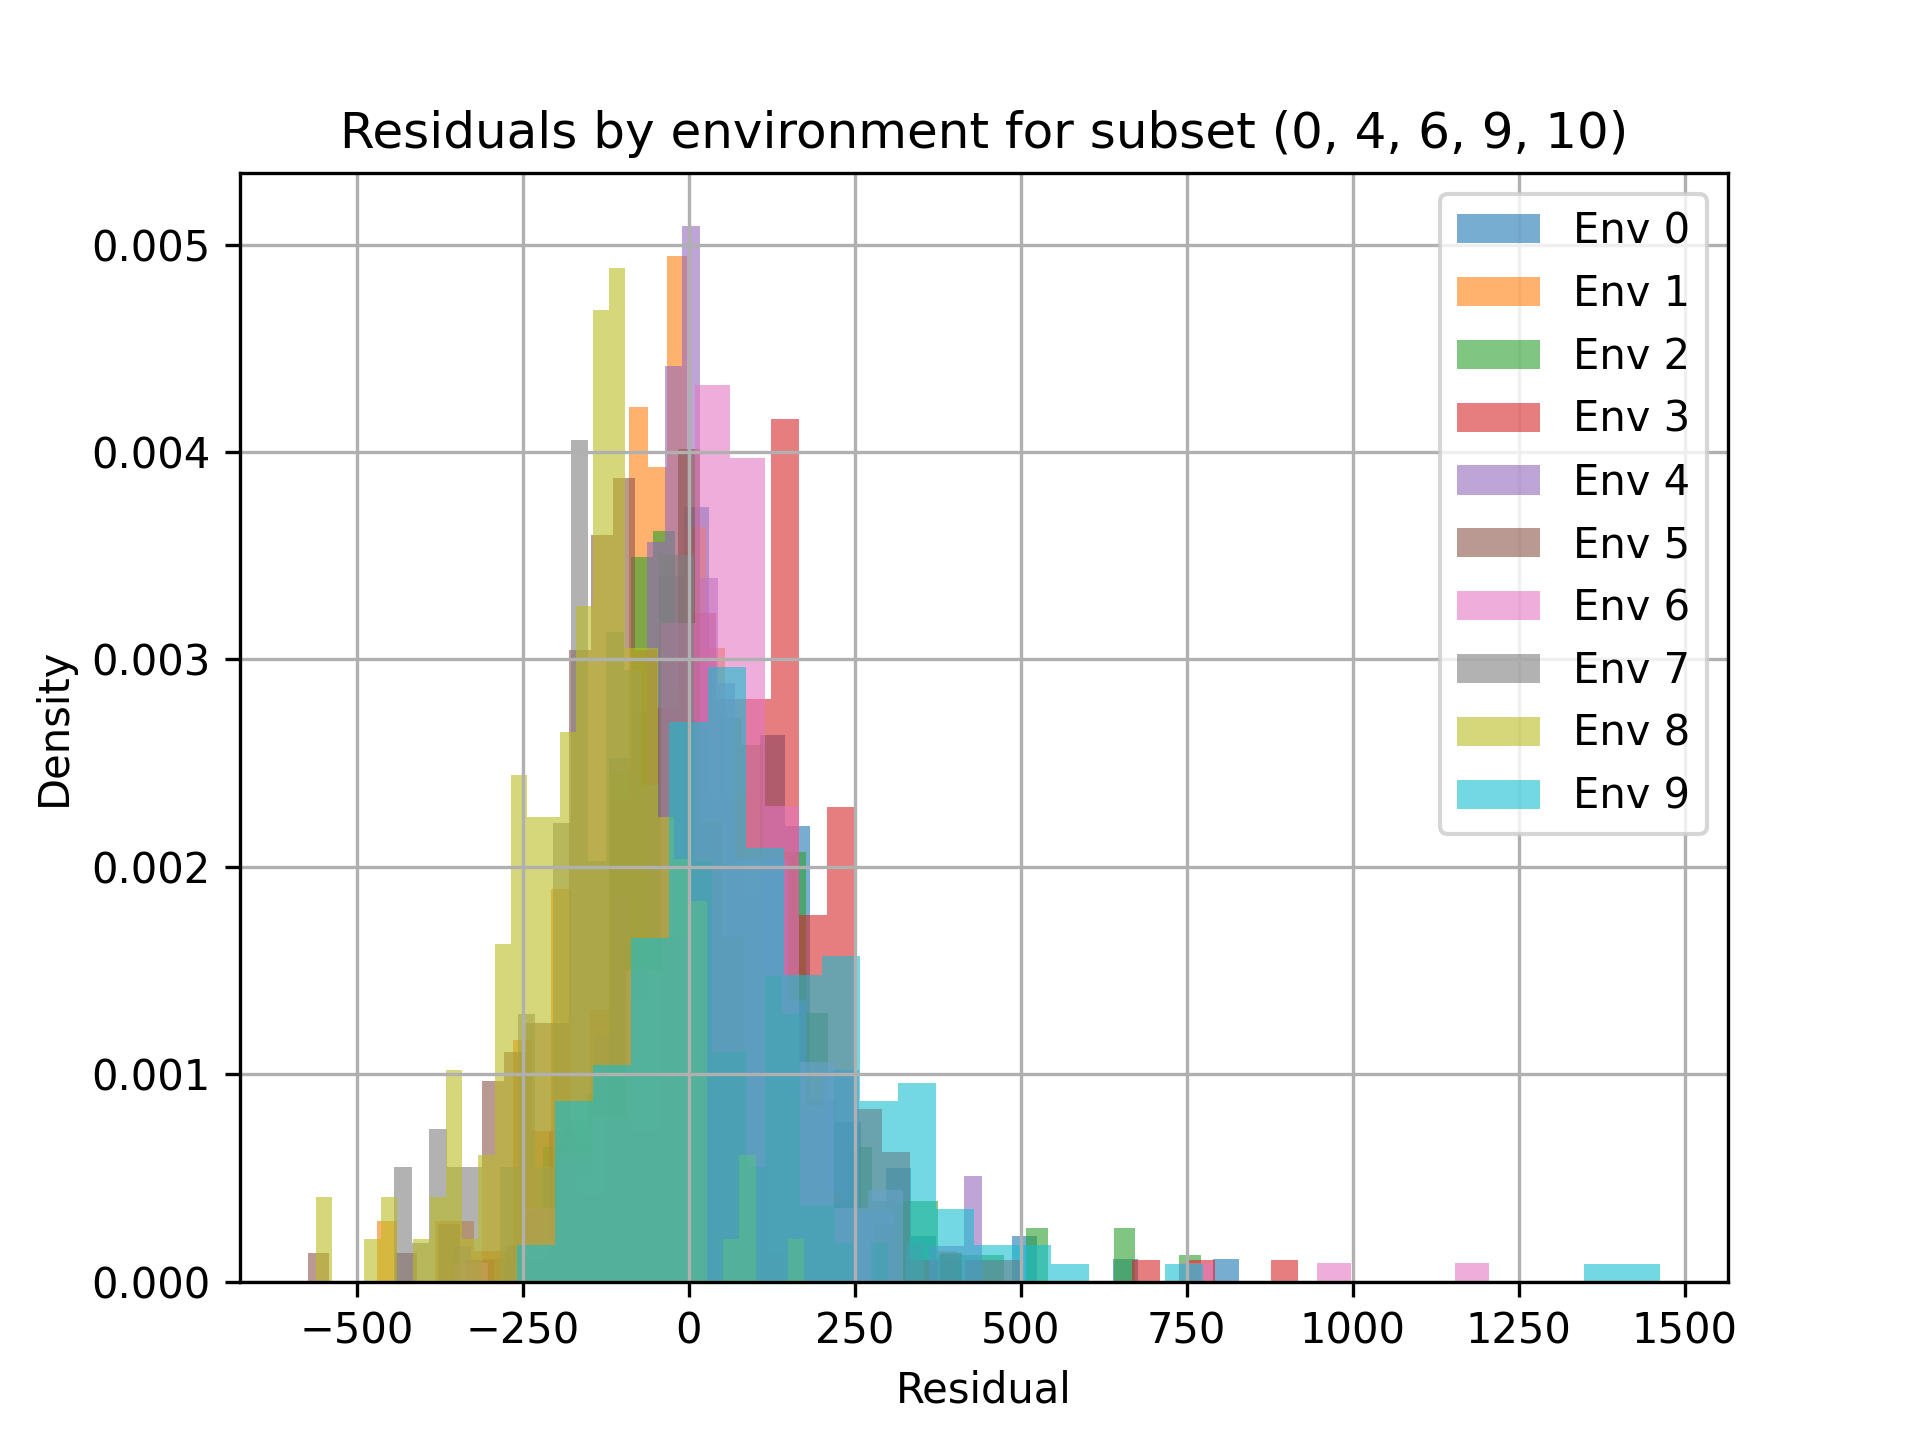 Residuals by environment for subset (0, 4, 6, 9, 10)
Density
0.005
0.004
0.003
0.002
0.001
0.000
−500
−250
0
250
500
750
1000
1250
1500
Residual
Env 0
Env 1
Env 2
Env 3
Env 4
Env 5
Env 6
Env 7
Env 8
Env 9